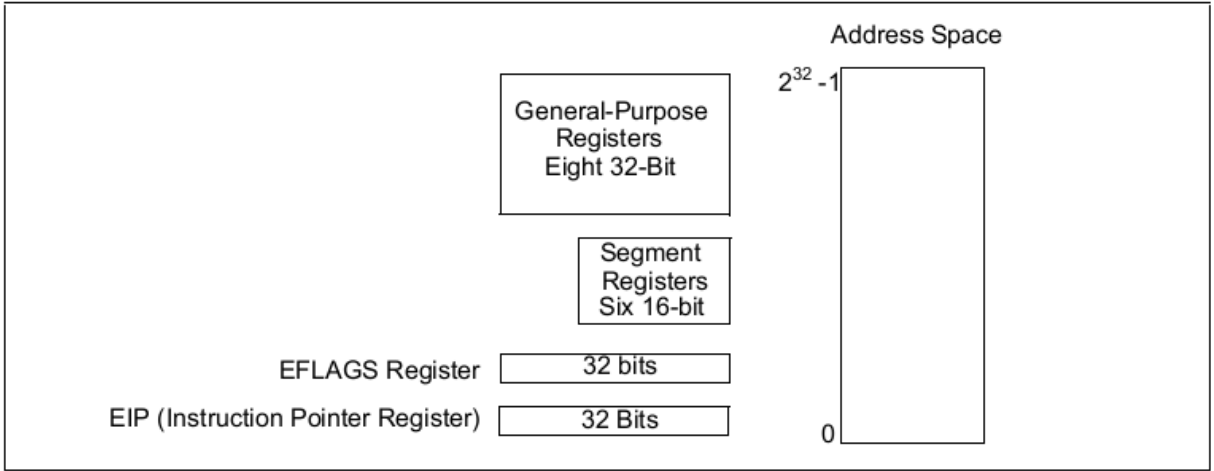 Address Space
2³² -1
General-Purpose
Registers
Eight 32-Bit
Segment
Registers
Six 16-bit
EFLAGS Register
32 bits
EIP (Instruction Pointer Register)
32 Bits
0